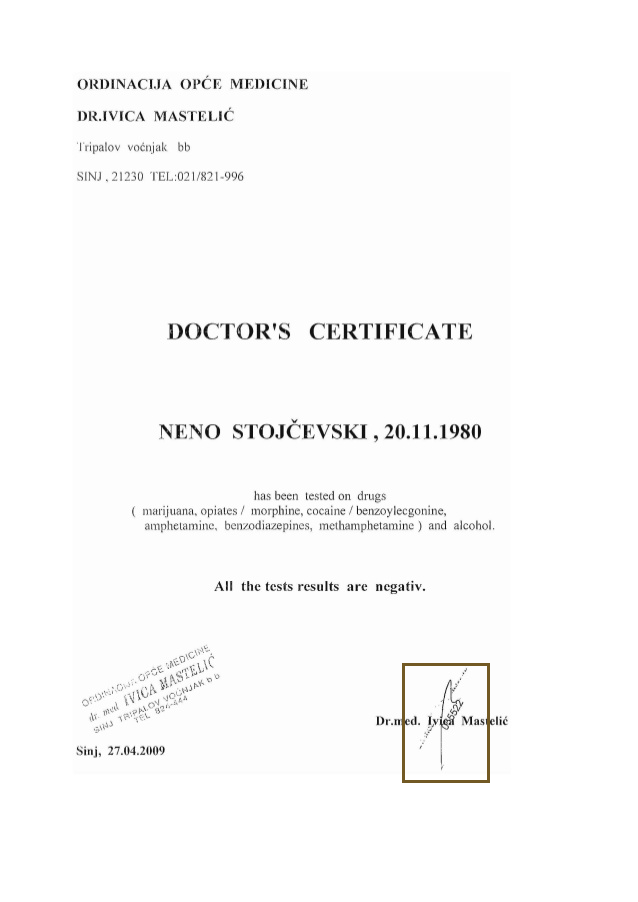 ORDINACIJA OPĆE MEDICINE
DR.IVICA MASTELIĆ
Tripalov voćnjak bb
SINJ , 21230 TEL:021/821-996
DOCTOR'S CERTIFICATE
NENO STOJČEVSKI , 20.11.1980
has been tested on drugs
( marijuana, opiates / morphine, cocaine / benzoylecgonine,
amphetamine, benzodiazepines, methamphetamine ) and alcohol.
All the tests results are negativ.
ORDINACIJA OPĆE MEDICINE
dr. med. IVICA MASTELIĆ
SINJ TRIPALOV VOĆNJAK b b
TEL 824-444
Dr.med. Ivica Mastelić
Sinj, 27.04.2009